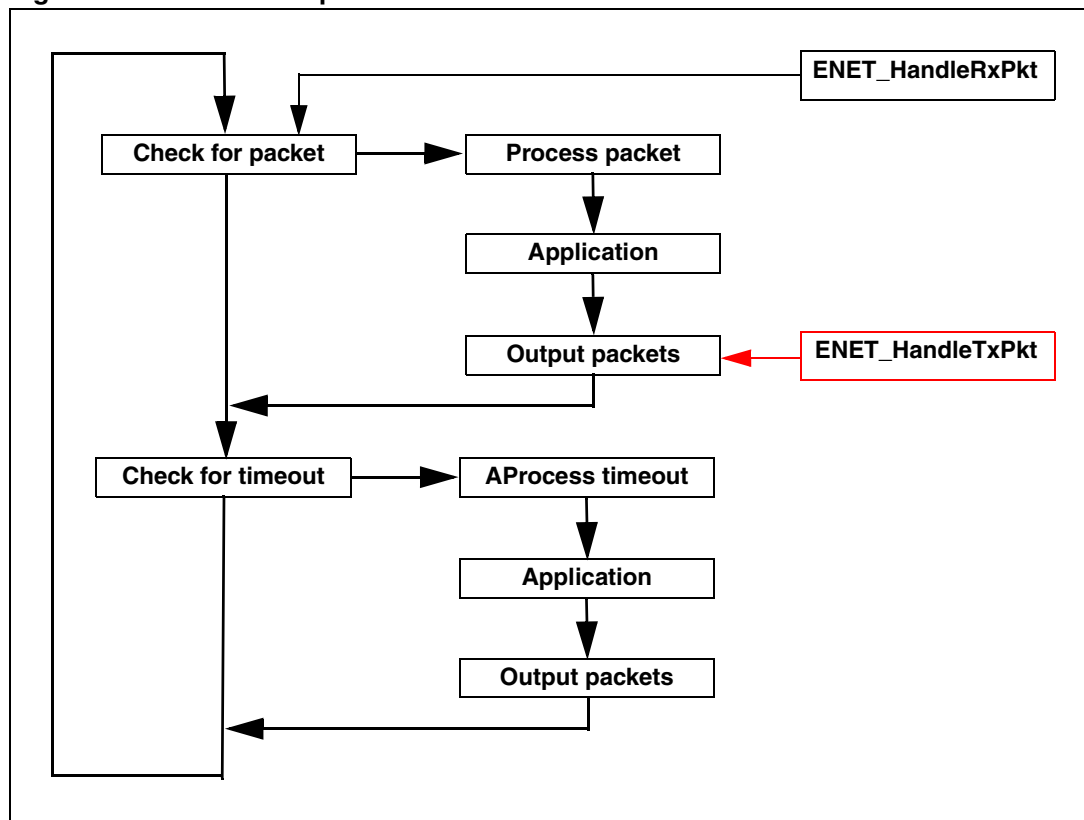 ENET_HandleRxPkt
Check for packet
Process packet
Application
Output packets
ENET_HandleTxPkt
Check for timeout
AProcess timeout
Application
Output packets